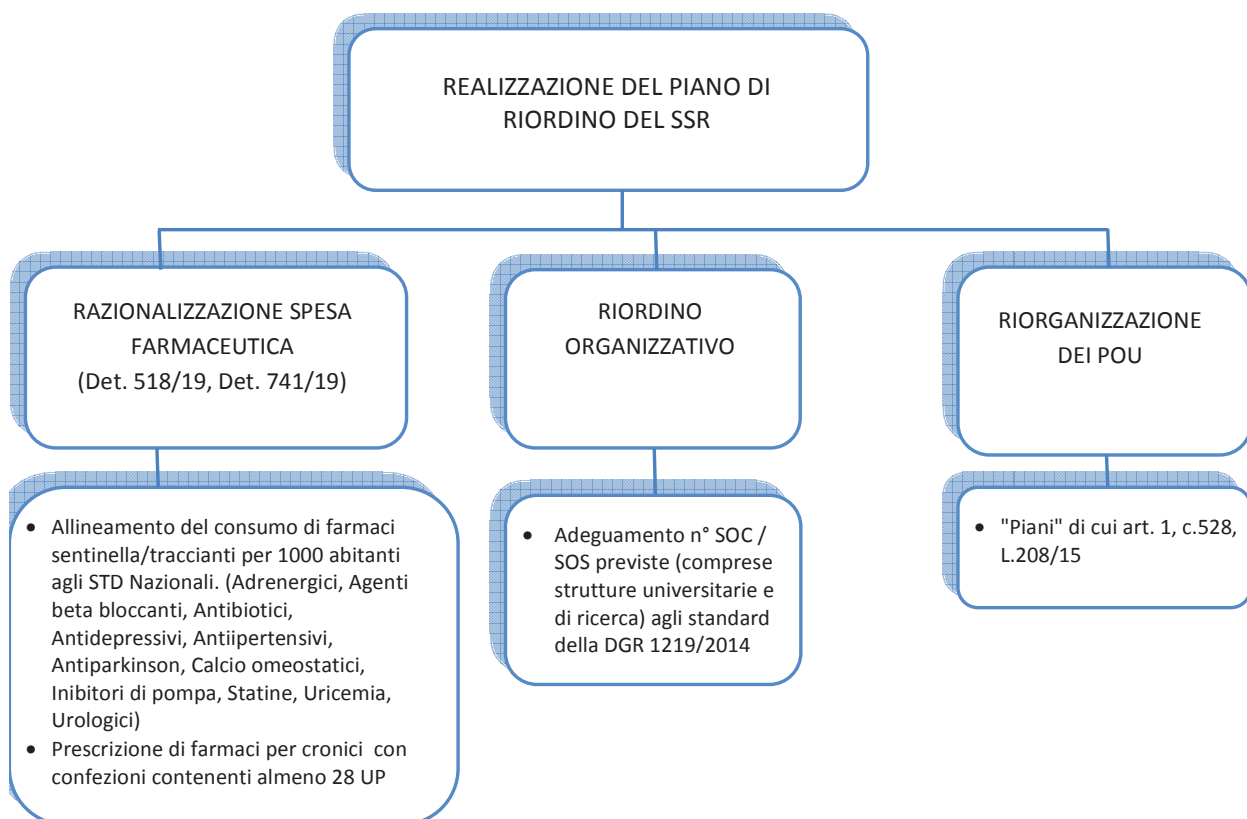 REALIZZAZIONE DEL PIANO DI
RIORDINO DEL SSR
RAZIONALIZZAZIONE SPESA
FARMACEUTICA
(Det. 518/19, Det. 741/19)
RIORDINO
ORGANIZZATIVO
RIORGANIZZAZIONE
DEI POU
• Allineamento del consumo di farmaci
sentinella/traccianti per 1000 abitanti
agli STD Nazionali. (Adrenergici, Agenti
beta bloccanti, Antibiotici,
Antidepressivi, Antiipertensivi,
Antiparkinson, Calcio omeostatici,
Inibitori di pompa, Statine, Uricemia,
Urologici)
• Prescrizione di farmaci per cronici con
confezioni contenenti almeno 28 UP
• Adeguamento n° SOC /
SOS previste (comprese
strutture universitarie e
di ricerca) agli standard
della DGR 1219/2014
• "Piani" di cui art. 1, c.528,
L.208/15